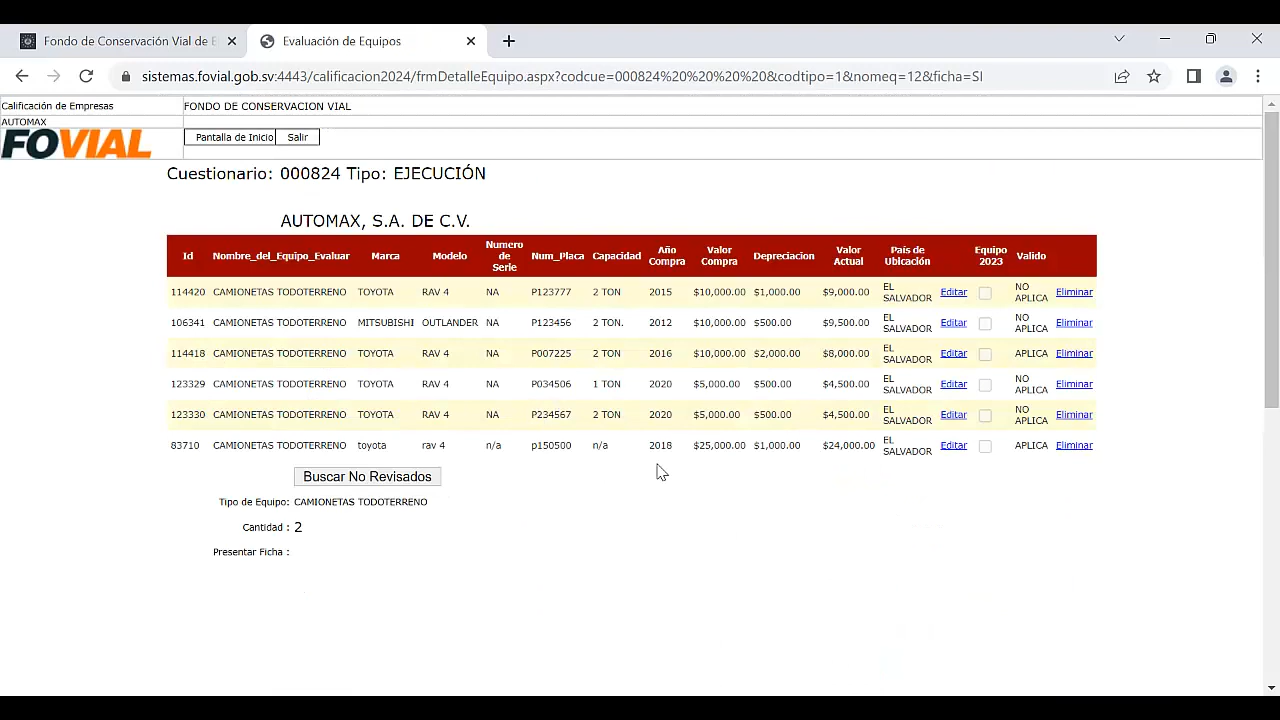 Fondo de Conservación Vial de E
Evaluación de Equipos
sistemas.fovial.gob.sv:4443/calificacion2024/frmDetalleEquipo.aspx?codcue=000824%20%20%20%20&codtipo=1&nomeq=12&ficha=SI
Calificación de Empresas FONDO DE CONSERVACION VIAL
AUTOMAX
FOVIAL Pantalla de Inicio Salir
Cuestionario: 000824 Tipo: EJECUCIÓN
AUTOMAX, S.A. DE C.V.
Id Nombre_del_Equipo_Evaluar Marca Modelo Numero de Serie Num_Placa Capacidad Año Compra Valor Compra Depreciacion Valor Actual País de Ubicación Equipo 2023 Valido
114420 CAMIONETAS TODOTERRENO TOYOTA RAV 4 NA P123777 2 TON 2015 $10,000.00 $1,000.00 $9,000.00 EL SALVADOR Editar NO APLICA Eliminar
106341 CAMIONETAS TODOTERRENO MITSUBISHI OUTLANDER NA P123456 2 TON. 2012 $10,000.00 $500.00 $9,500.00 EL SALVADOR Editar NO APLICA Eliminar
114418 CAMIONETAS TODOTERRENO TOYOTA RAV 4 NA P007225 2 TON 2016 $10,000.00 $2,000.00 $8,000.00 EL SALVADOR Editar APLICA Eliminar
123329 CAMIONETAS TODOTERRENO TOYOTA RAV 4 NA P034506 1 TON 2020 $5,000.00 $500.00 $4,500.00 EL SALVADOR Editar NO APLICA Eliminar
123330 CAMIONETAS TODOTERRENO TOYOTA RAV 4 NA P234567 2 TON 2020 $5,000.00 $500.00 $4,500.00 EL SALVADOR Editar NO APLICA Eliminar
83710 CAMIONETAS TODOTERRENO toyota rav 4 n/a p150500 n/a 2018 $25,000.00 $1,000.00 $24,000.00 EL SALVADOR Editar APLICA Eliminar
Buscar No Revisados
Tipo de Equipo: CAMIONETAS TODOTERRENO
Cantidad : 2
Presentar Ficha :